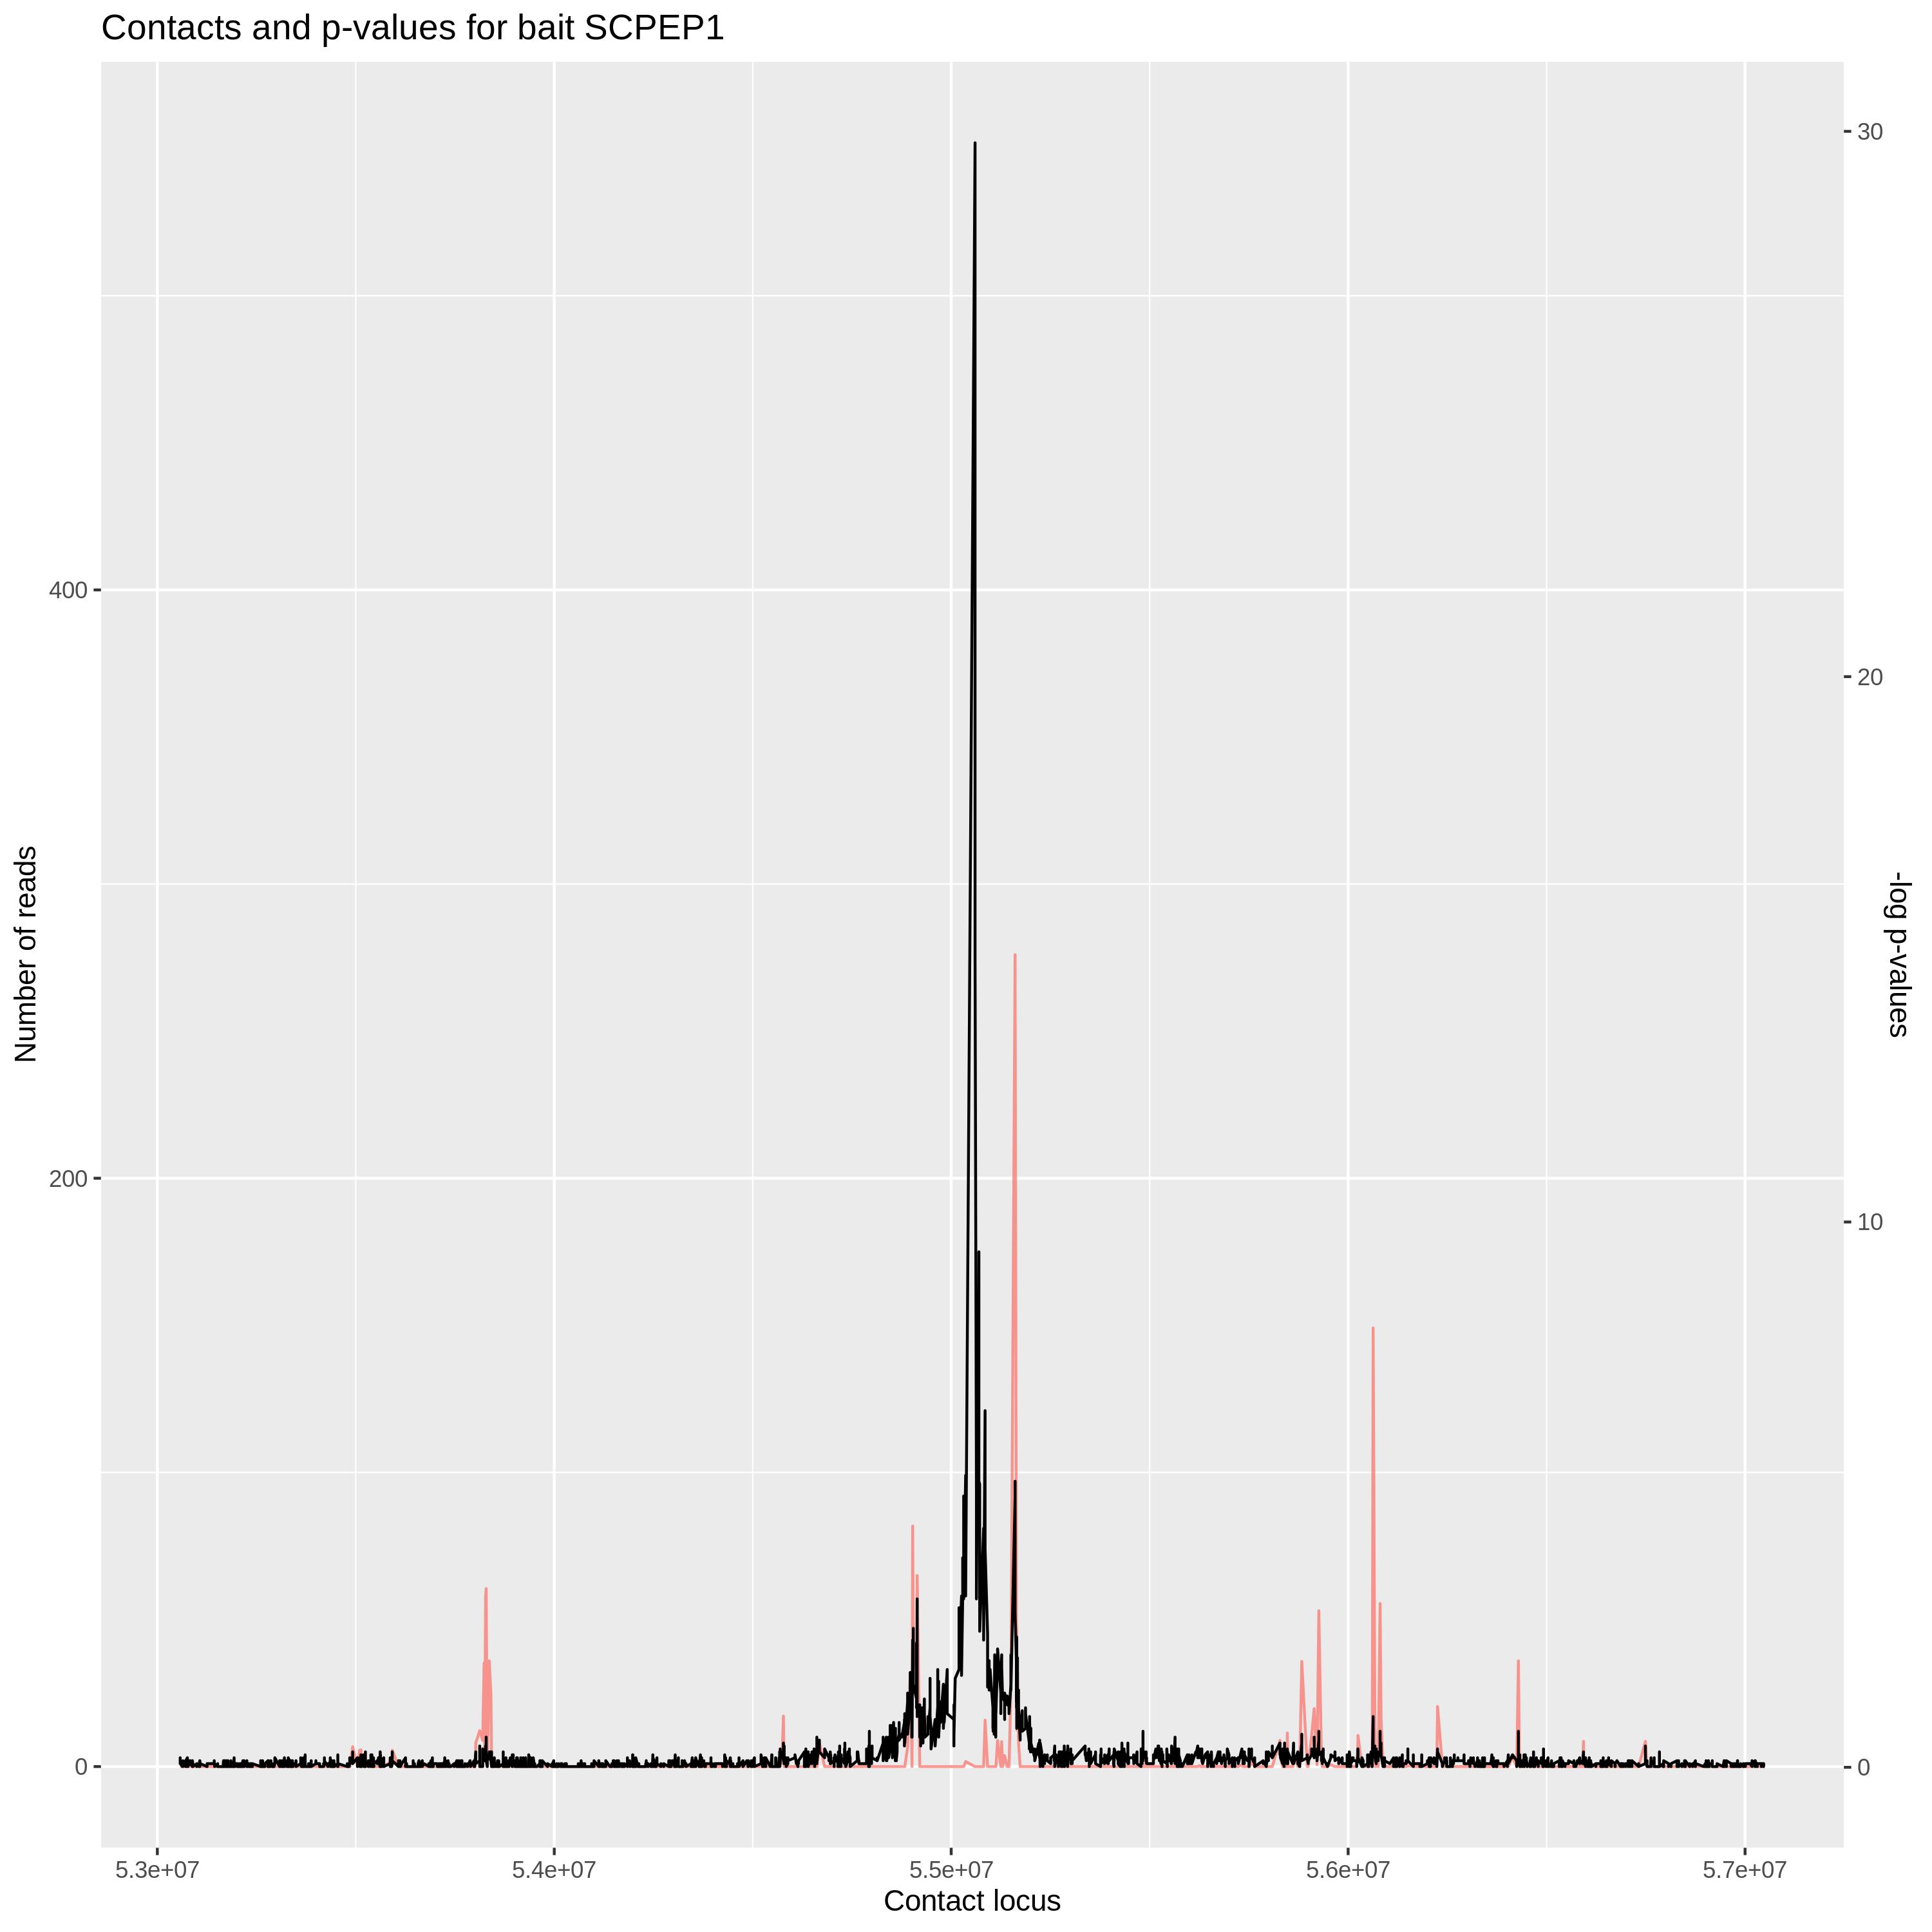 Contacts and p-values for bait SCPEP1
Number of reads
400
200
0
30
20
10
0
-log p-values
5.3e+07 5.4e+07 5.5e+07 5.6e+07 5.7e+07
Contact locus